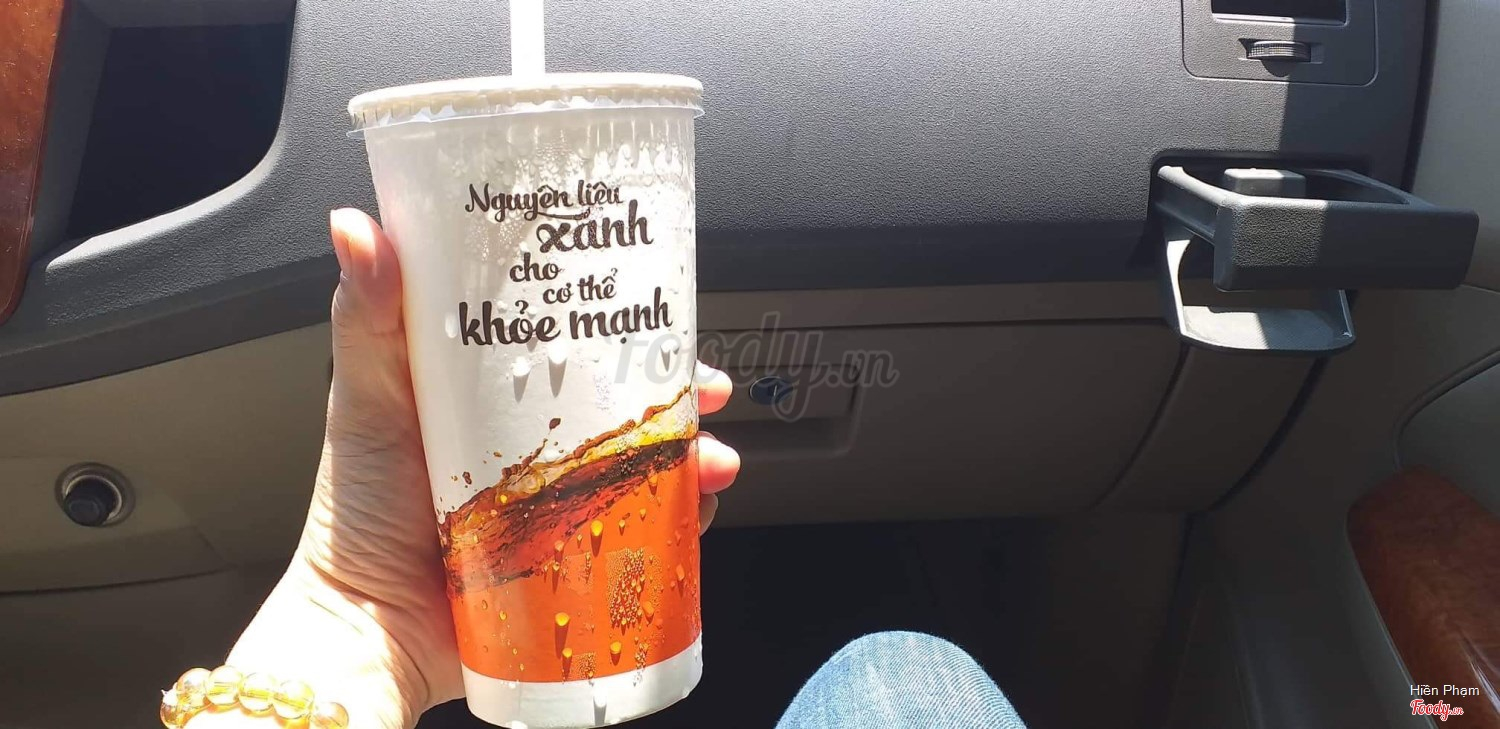 Nguyên liệu
xanh
cho
cơ thể
khỏe mạnh
foody.vn
Hiền Phạm
Foody.vn